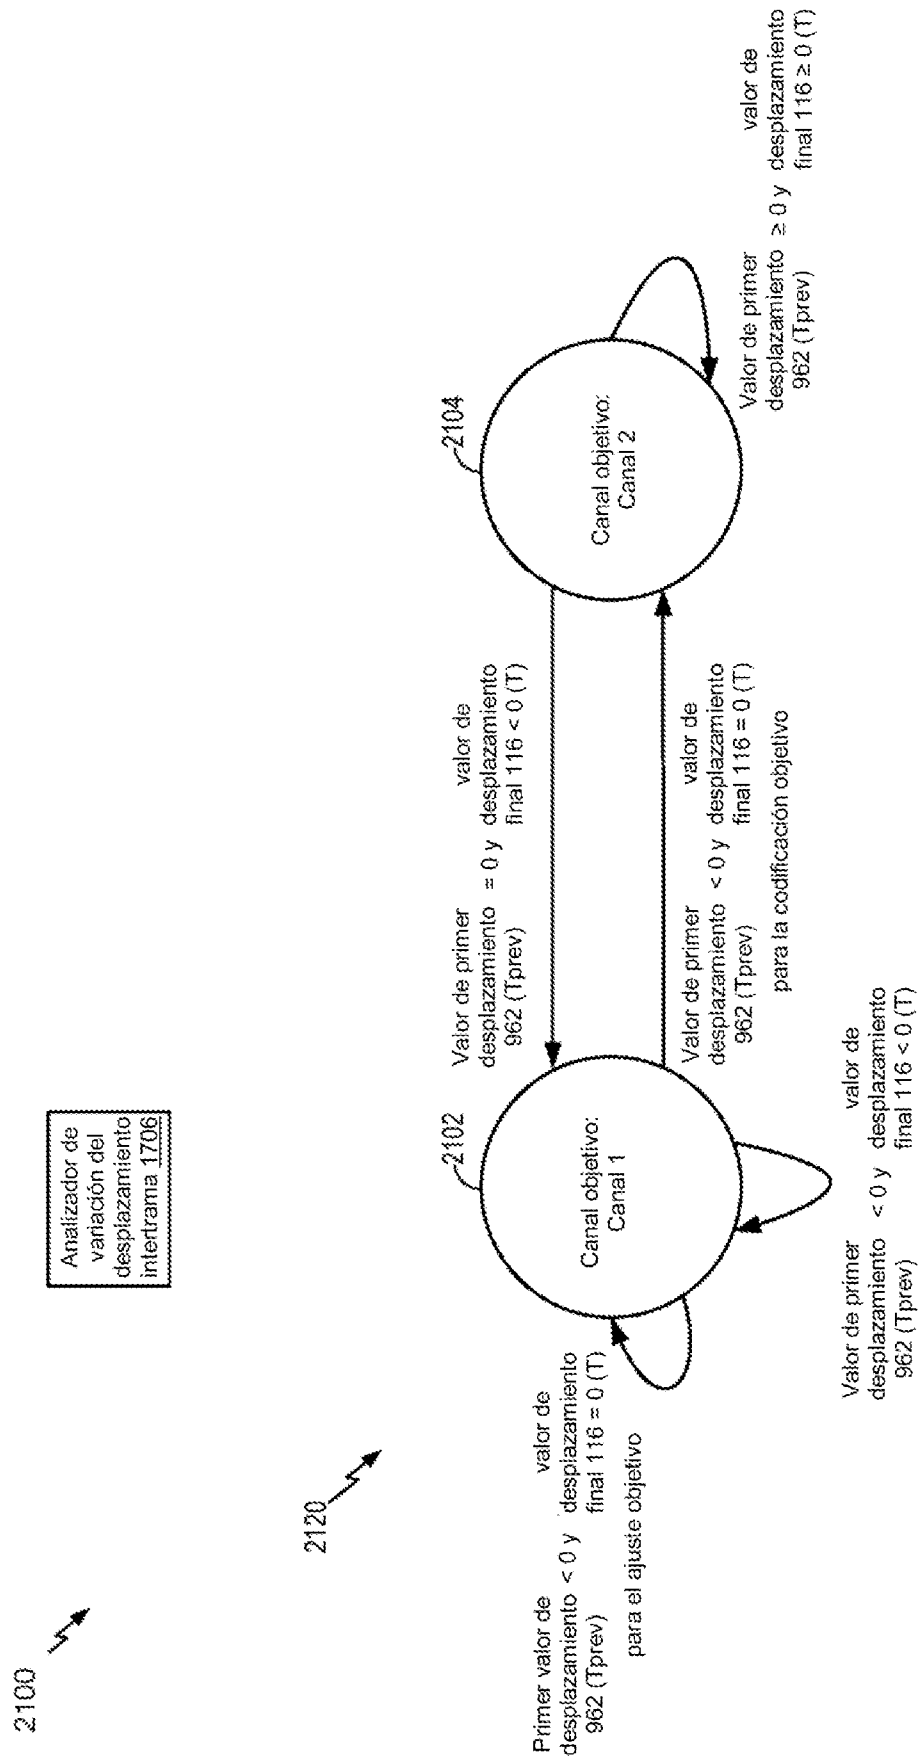 2100
Analizador de
variación del
desplazamiento
intertrama 1706
2120
2102
Canal objetivo:
Canal 1
2104
Canal objetivo:
Canal 2
Valor de primer valor de
desplazamiento = 0 y desplazamiento
962 (Tprev) final 116 < 0 (T)
Valor de primer valor de
desplazamiento < 0 y desplazamiento
962 (Tprev) final 116 = 0 (T)
para la codificación objetivo
Valor de primer valor de
desplazamiento ≥ 0 y desplazamiento
962 (Tprev) final 116 ≥ 0 (T)
Primer valor de valor de
desplazamiento < 0 y desplazamiento
962 (Tprev) final 116 = 0 (T)
para el ajuste objetivo
Valor de primer valor de
desplazamiento < 0 y desplazamiento
962 (Tprev) final 116 < 0 (T)